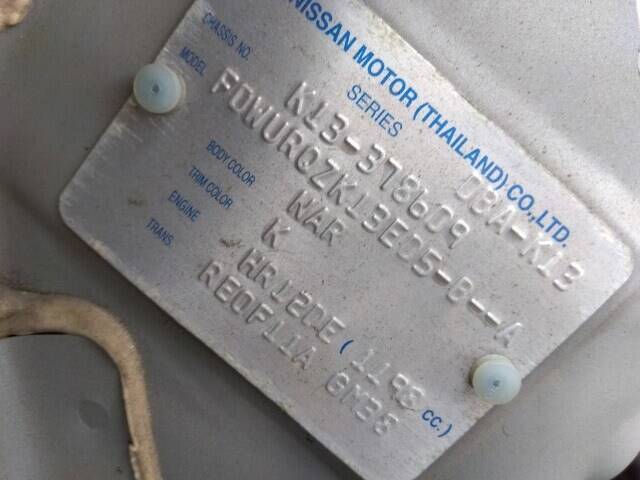 NISSAN MOTOR (THAILAND) CO.,LTD.
SERIES DBA-K13
CHASSIS NO. K13-378609
MODEL FDWURQZK13ED5-B--A
BODY COLOR WAR
TRIM COLOR K
ENGINE HR12DE (1198 cc.)
TRANS. RE0F11A GM38